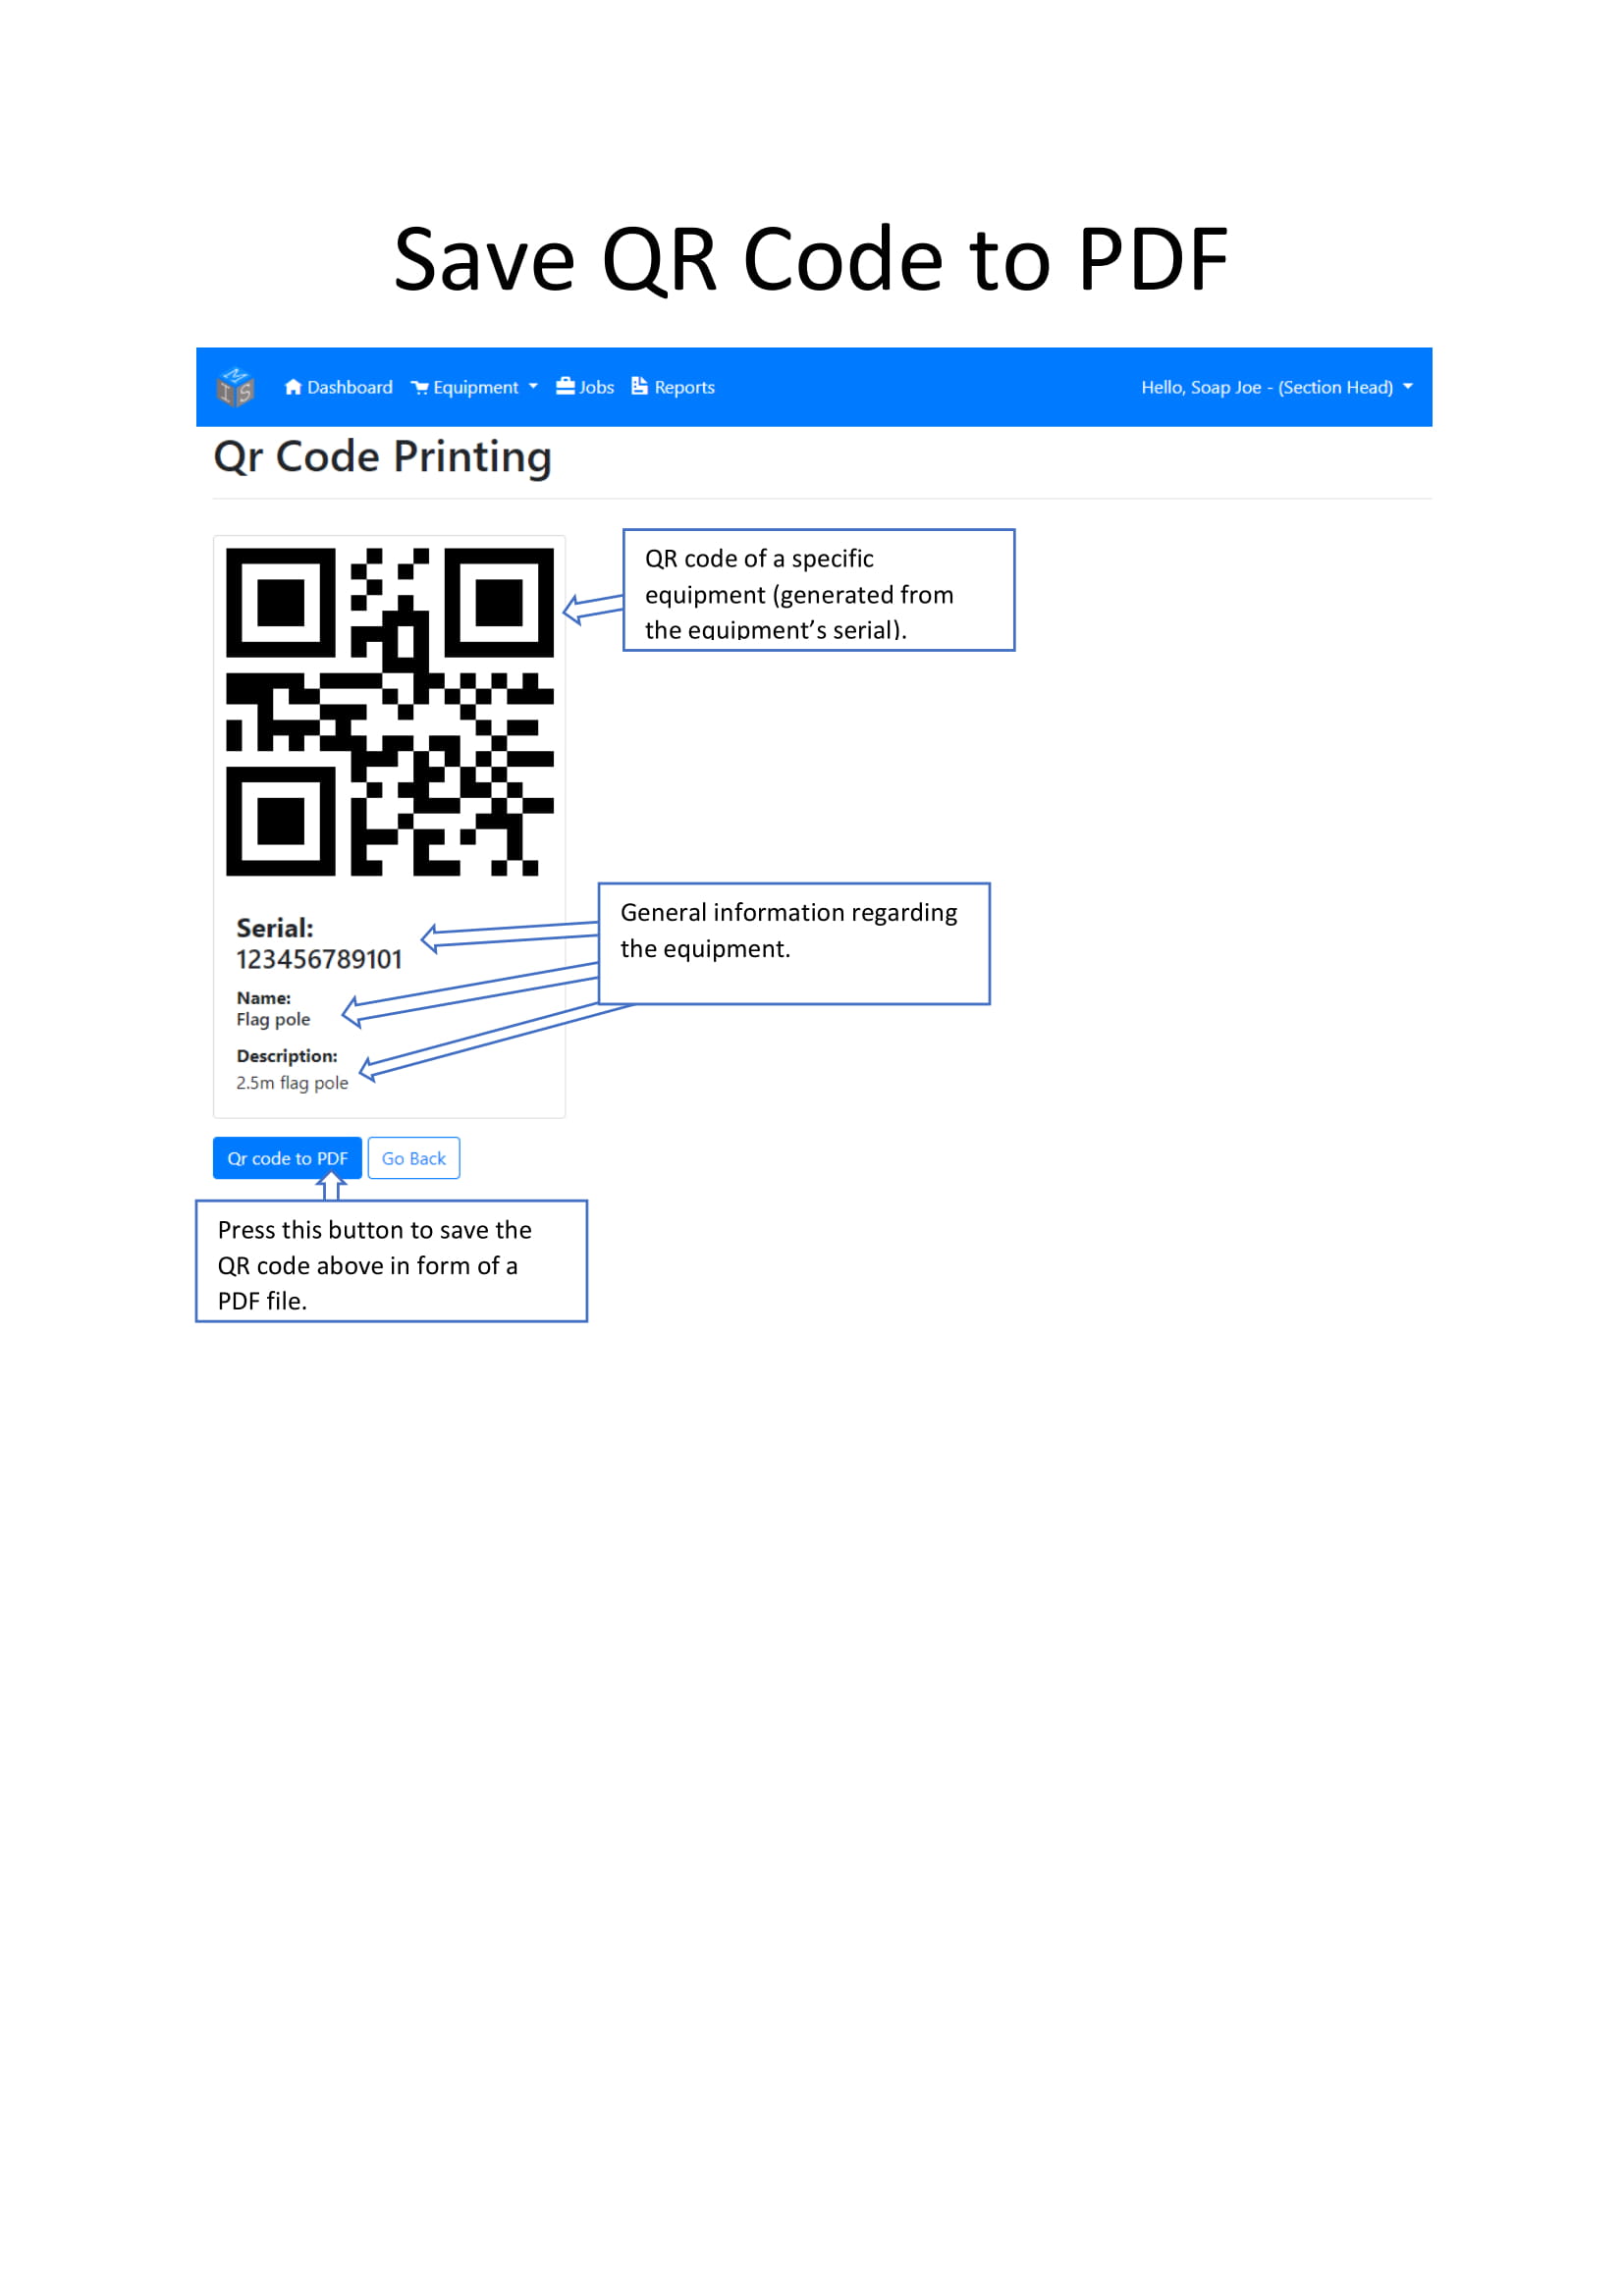 Save QR Code to PDF
MIS
Dashboard Equipment Jobs Reports Hello, Soap Joe - (Section Head)
Qr Code Printing
QR code of a specific
equipment (generated from
the equipment's serial).
Serial:
123456789101
General information regarding
the equipment.
Name:
Flag pole
Description:
2.5m flag pole
Qr code to PDF Go Back
Press this button to save the
QR code above in form of a
PDF file.